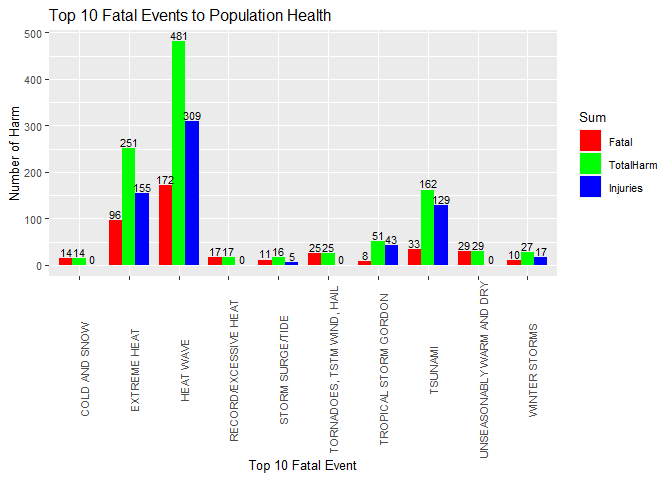 Top 10 Fatal Events to Population Health
Number of Harm
500
400
300
200
100
0
14 14 0
96 251 155
172 481 309
17 17 0
11 16 5
25 25 0
8 51 43
33 162 129
29 29 0
10 27 17
COLD AND SNOW
EXTREME HEAT
HEAT WAVE
RECORD/EXCESSIVE HEAT
STORM SURGE/TIDE
TORNADOES, TSTM WIND, HAIL
TROPICAL STORM GORDON
TSUNAMI
UNSEASONABLY WARM AND DRY
WINTER STORMS
Top 10 Fatal Event
Sum
Fatal
TotalHarm
Injuries